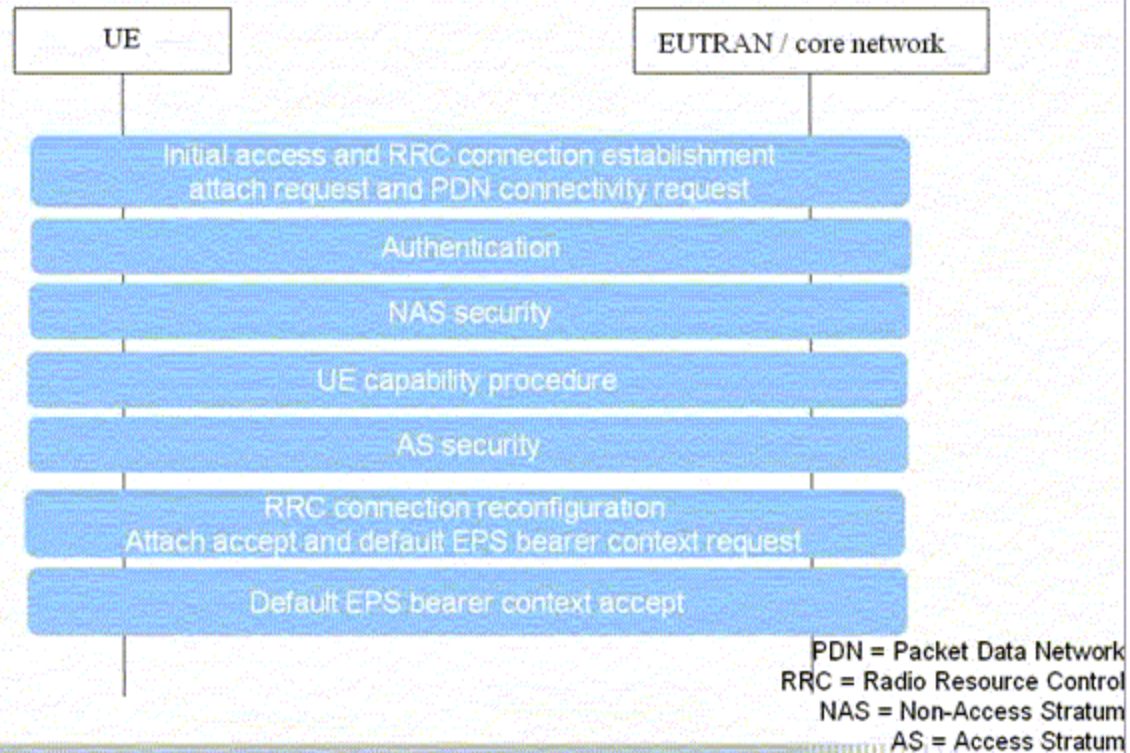 UE
EUTRAN / core network
Initial access and RRC connection establishment
attach request and PDN connectivity request
Authentication
NAS security
UE capability procedure
AS security
RRC connection reconfiguration
Attach accept and default EPS bearer context request
Default EPS bearer context accept
PDN = Packet Data Network
RRC = Radio Resource Control
NAS = Non-Access Stratum
AS = Access Stratum